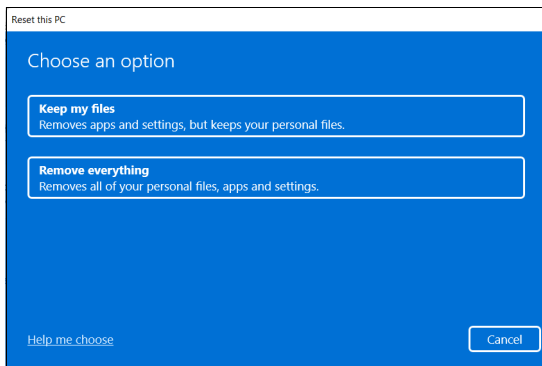 Reset this PC
Choose an option
Keep my files
Removes apps and settings, but keeps your personal files.
Remove everything
Removes all of your personal files, apps and settings.
Help me choose
Cancel